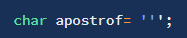 char apostrof= ''';